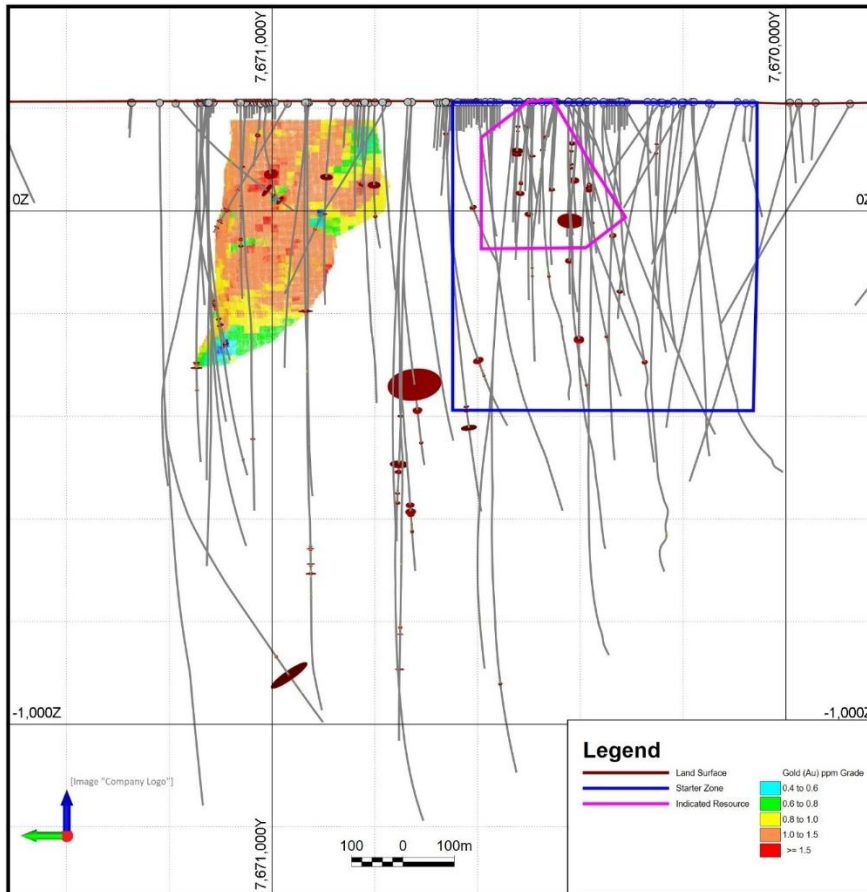 7,671,000Y
7,670,000Y
0Z
0Z
-1,000Z
-1,000Z
[Image "Company Logo"]
7,671,000Y
100 0 100m
Legend
Land Surface
Starter Zone
Indicated Resource
Gold (Au) ppm Grade
0.4 to 0.6
0.6 to 0.8
0.8 to 1.0
1.0 to 1.5
>= 1.5